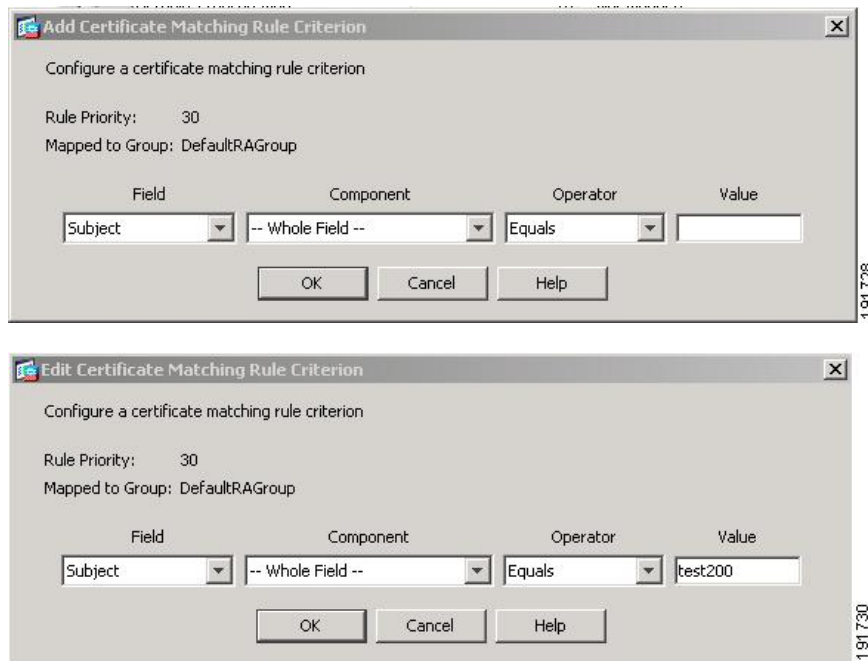 Add Certificate Matching Rule Criterion
Configure a certificate matching rule criterion
Rule Priority: 30
Mapped to Group: DefaultRAGroup
Field Component Operator Value
Subject -- Whole Field -- Equals
OK Cancel Help
191728
Edit Certificate Matching Rule Criterion
Configure a certificate matching rule criterion
Rule Priority: 30
Mapped to Group: DefaultRAGroup
Field Component Operator Value
Subject -- Whole Field -- Equals test200
OK Cancel Help
191730